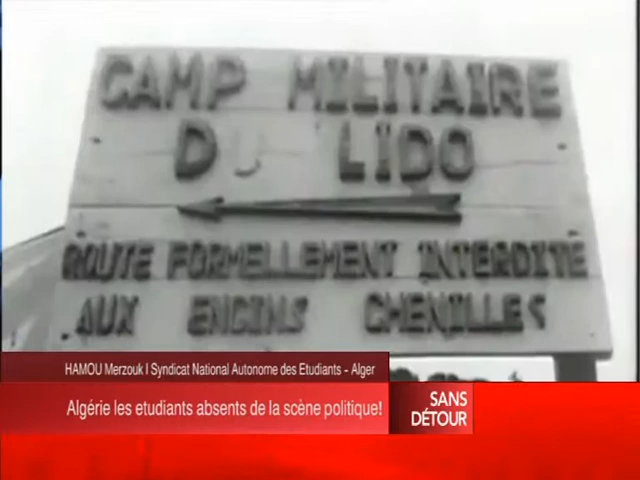 CAMP MILITAIRE
DU LIDO
ROUTE FORMELLEMENT INTERDITE
AUX ENGINS CHENILLES
HAMOU Merzouk I Syndicat National Autonome des Etudiants - Alger
Algérie les etudiants absents de la scène politique!
SANS
DÉTOUR